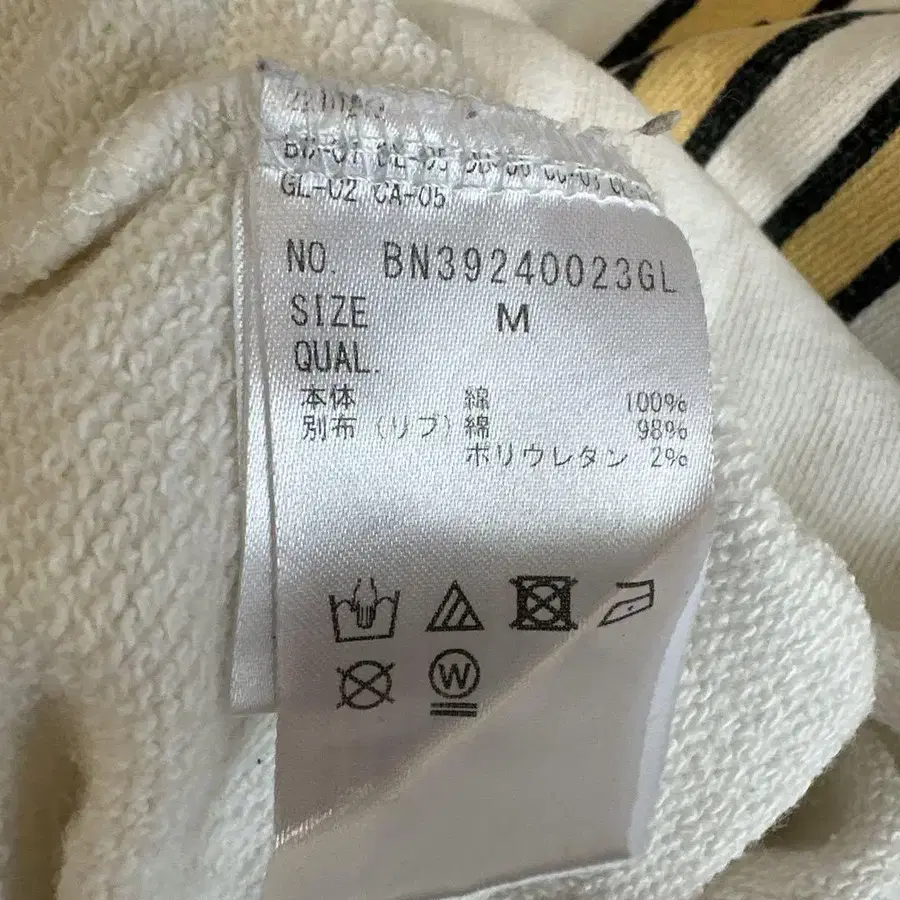 GL-02 CA-05
NO. BN39240023GL
SIZE M
QUAL.
本体 綿 100%
別布(リブ)綿 98%
ポリウレタン 2%
W